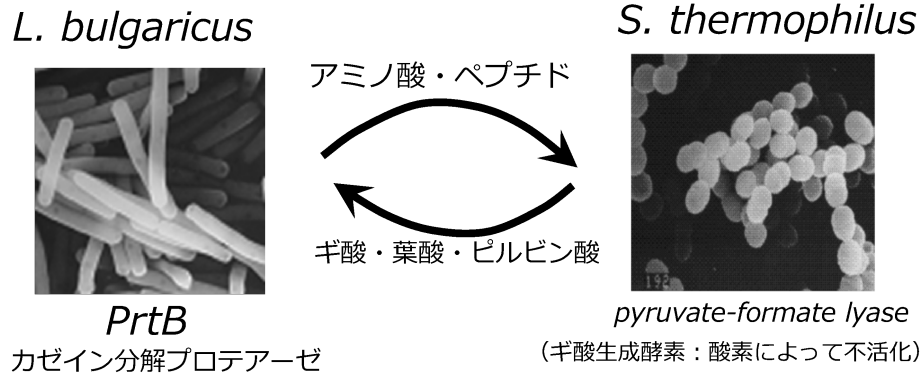 L. bulgaricus
S. thermophilus
アミノ酸・ペプチド
ギ酸・葉酸・ピルビン酸
192
PrtB
カゼイン分解プロテアーゼ
pyruvate-formate lyase
（ギ酸生成酵素：酸素によって不活化）